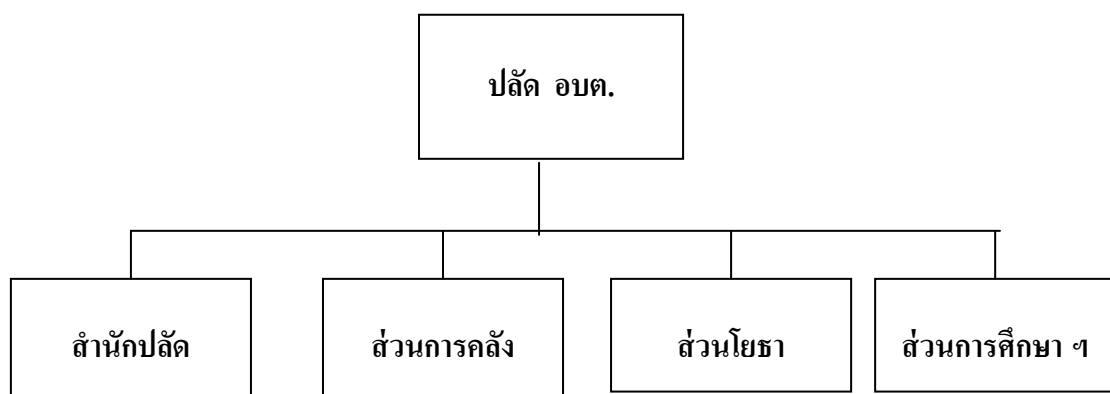 ปลัด อบต.
สำนักปลัด
ส่วนการคลัง
ส่วนโยธา
ส่วนการศึกษา ฯ